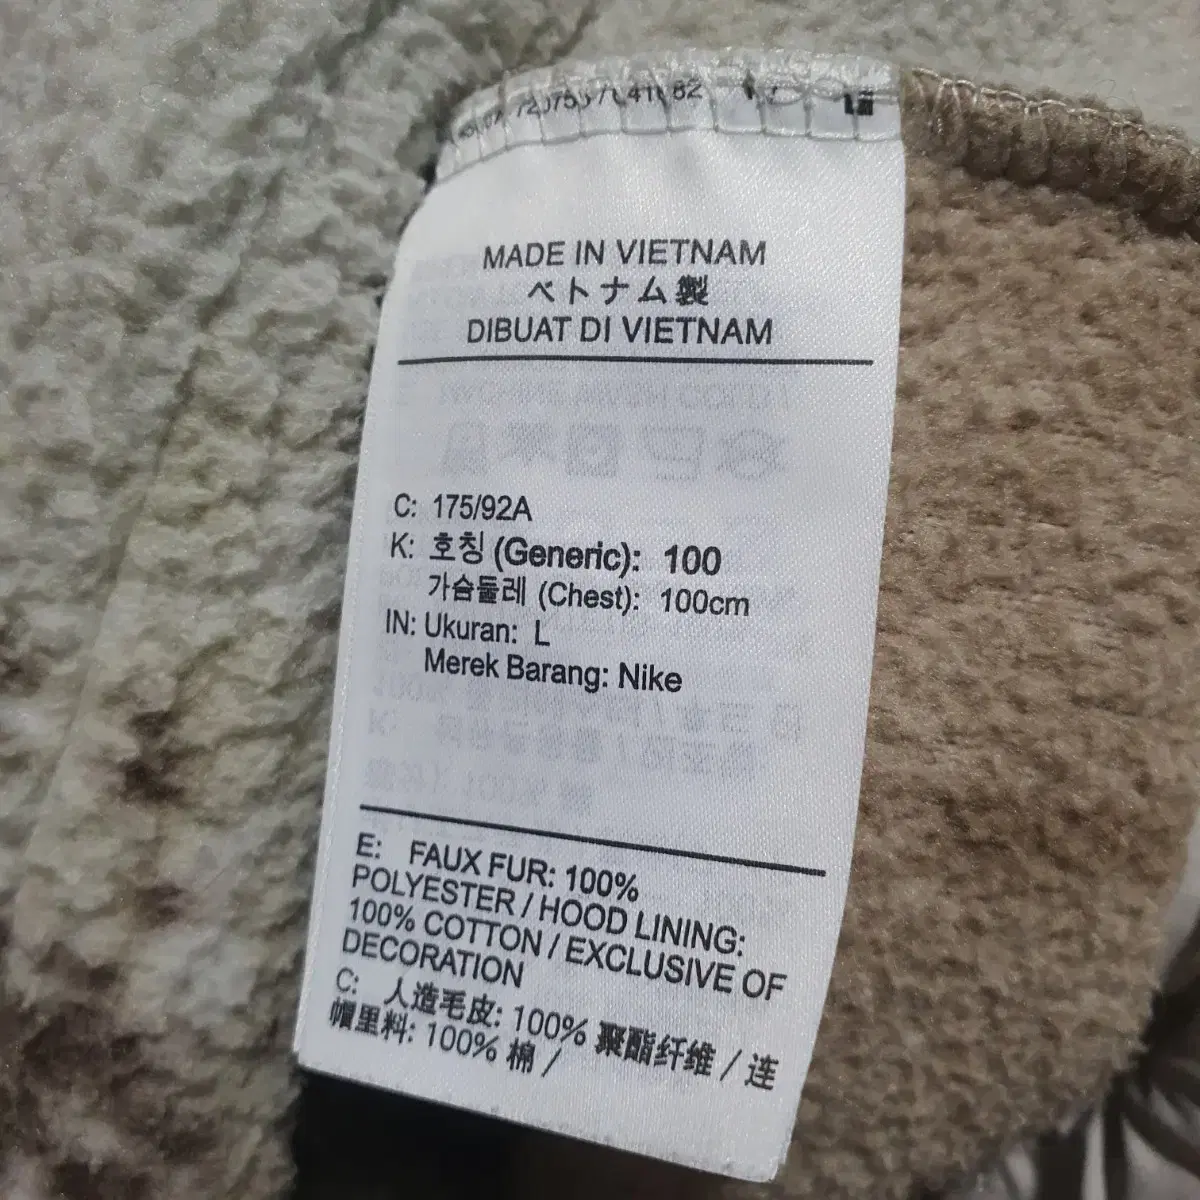 MADE IN VIETNAM
ベトナム製
DIBUAT DI VIETNAM
C: 175/92A
K: 호칭 (Generic): 100
가슴둘레 (Chest): 100cm
IN: Ukuran: L
Merek Barang: Nike
E: FAUX FUR: 100%
POLYESTER / HOOD LINING:
100% COTTON / EXCLUSIVE OF
DECORATION
C: 人造毛皮: 100% 聚酯纤维 / 连
帽里料: 100% 棉 /